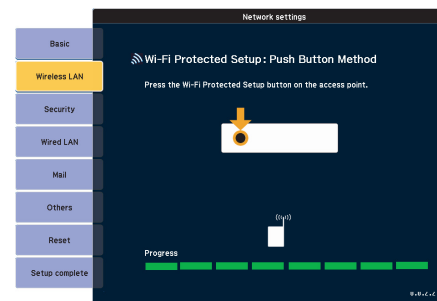 Network settings
Basic
Wireless LAN
Security
Wired LAN
Mail
Others
Reset
Setup complete
Wi-Fi Protected Setup: Push Button Method
Press the Wi-Fi Protected Setup button on the access point.
Progress